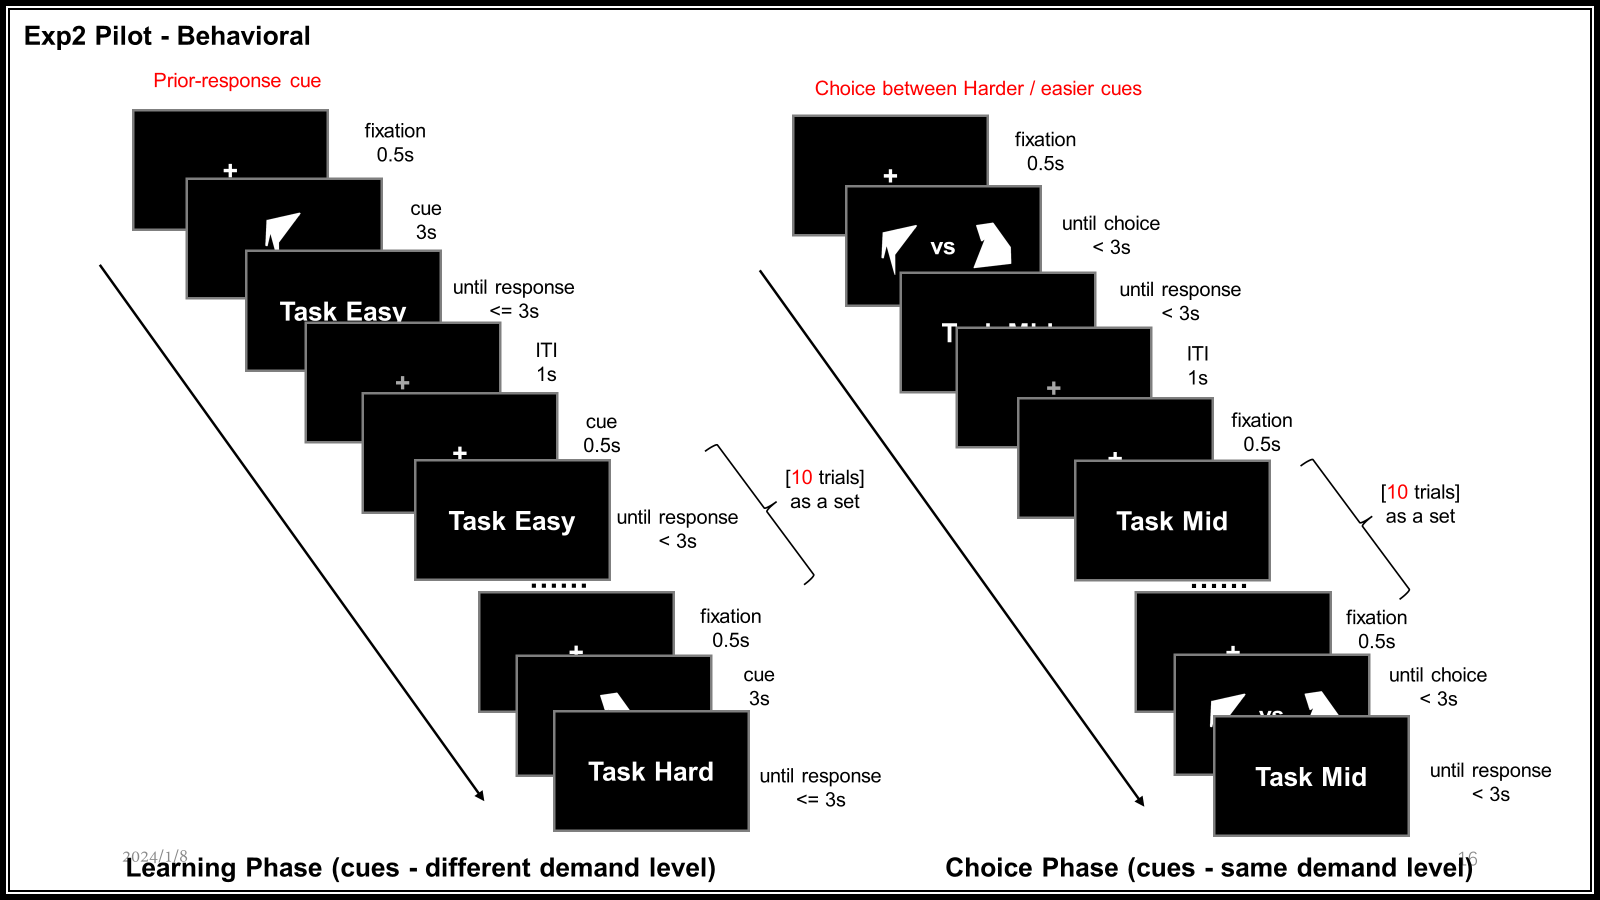 Exp2 Pilot - Behavioral
Prior-response cue
fixation
0.5s
cue
3s
Task Easy
until response
<= 3s
ITI
1s
cue
0.5s
Task Easy
until response
< 3s
[10 trials]
as a set
......
fixation
0.5s
cue
3s
Task Hard
until response
<= 3s
Learning Phase (cues - different demand level)
2024/1/8
Choice between Harder / easier cues
fixation
0.5s
vs
until choice
< 3s
Task Mid
until response
< 3s
ITI
1s
fixation
0.5s
Task Mid
[10 trials]
as a set
......
fixation
0.5s
vs
until choice
< 3s
Task Mid
until response
< 3s
Choice Phase (cues - same demand level)
16